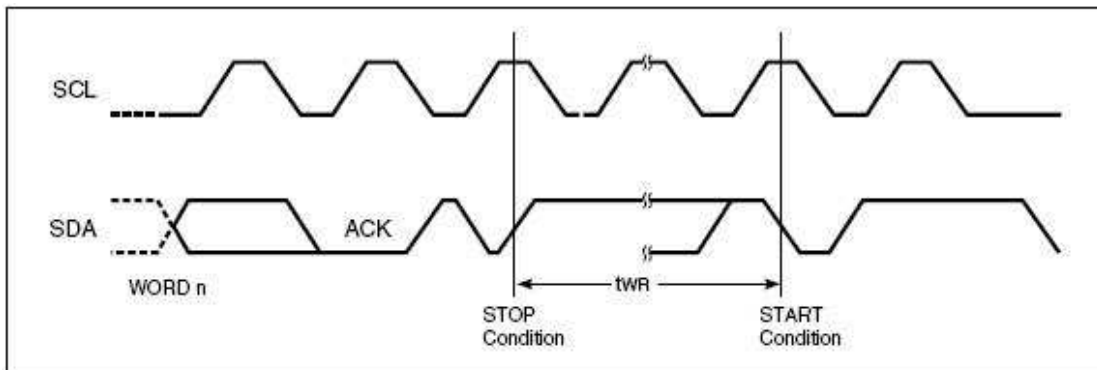 SCL
SDA
ACK
WORD n
tWR
STOP
Condition
START
Condition